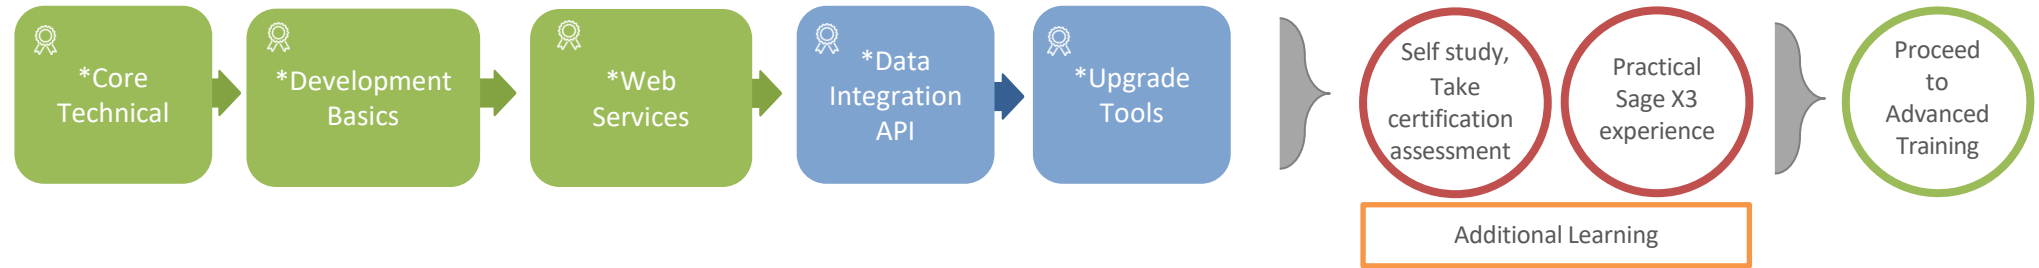 *Core
Technical
*Development
Basics
*Web
Services
*Data
Integration
API
*Upgrade
Tools
Self study,
Take
certification
assessment
Practical
Sage X3
experience
Additional Learning
Proceed
to
Advanced
Training